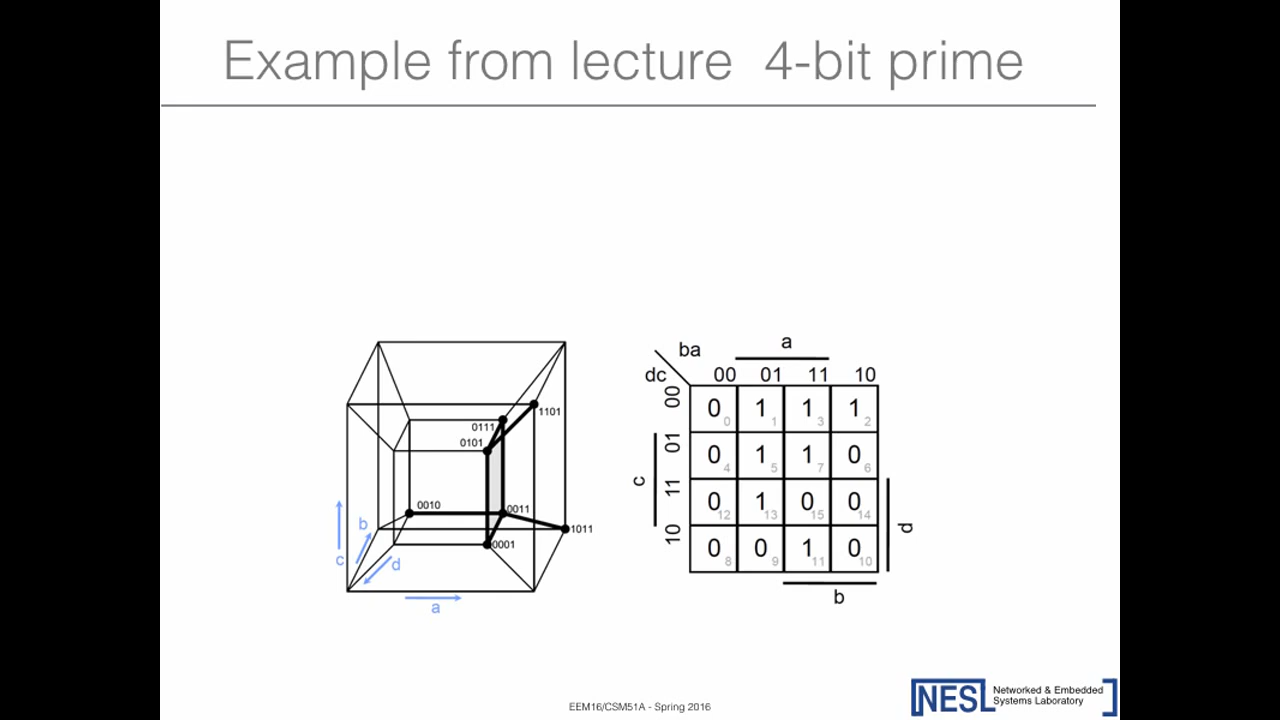 Example from lecture 4-bit prime
1101
0111
0101
0010
0011
1011
0001
b
c
d
a
a
ba
dc
00 01 11 10
00 0 0 1 1 1 3 1 2
01 0 4 1 5 1 7 0 6
11 0 12 1 13 0 15 0 14
10 0 8 0 9 1 11 0 10
c
d
b
EEM16/CSM51A - Spring 2016
NESL Networked & Embedded
Systems Laboratory